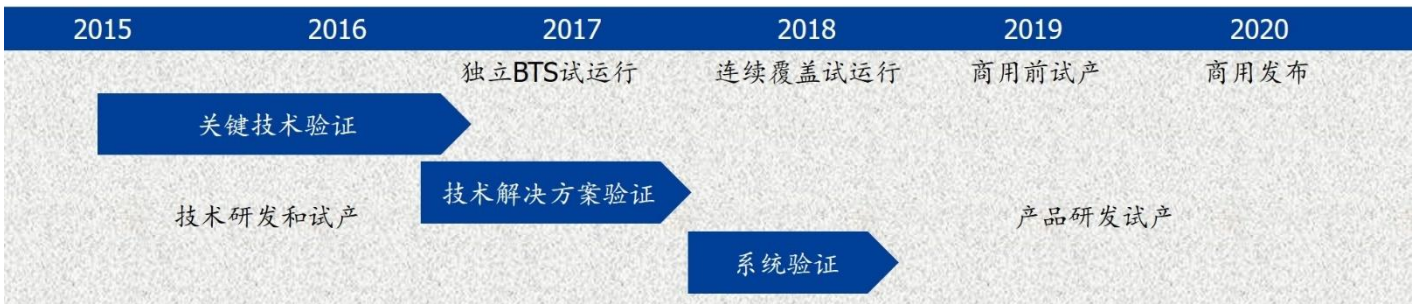 2015 2016 2017 2018 2019 2020
独立BTS试运行 连续覆盖试运行 商用前试产 商用发布
关键技术验证
技术解决方案验证
技术研发和试产 产品研发试产
系统验证